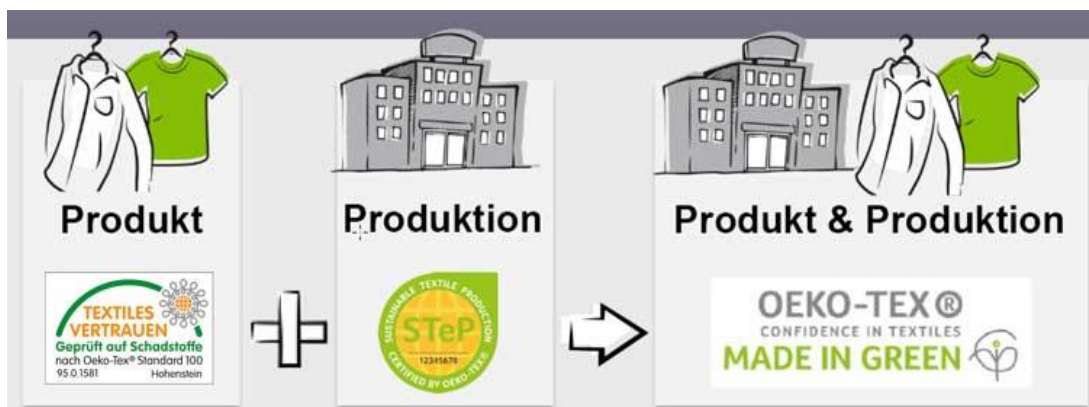 Produkt
TEXTILES
VERTRAUEN
Geprüft auf Schadstoffe
nach Oeko-Tex® Standard 100
95.0.1581 Hohenstein
Produktion
SUSTAINABLE TEXTILE PRODUCTION
STeP
12345678
CERTIFIED BY OEKO-TEX®
Produkt & Produktion
OEKO-TEX®
CONFIDENCE IN TEXTILES
MADE IN GREEN